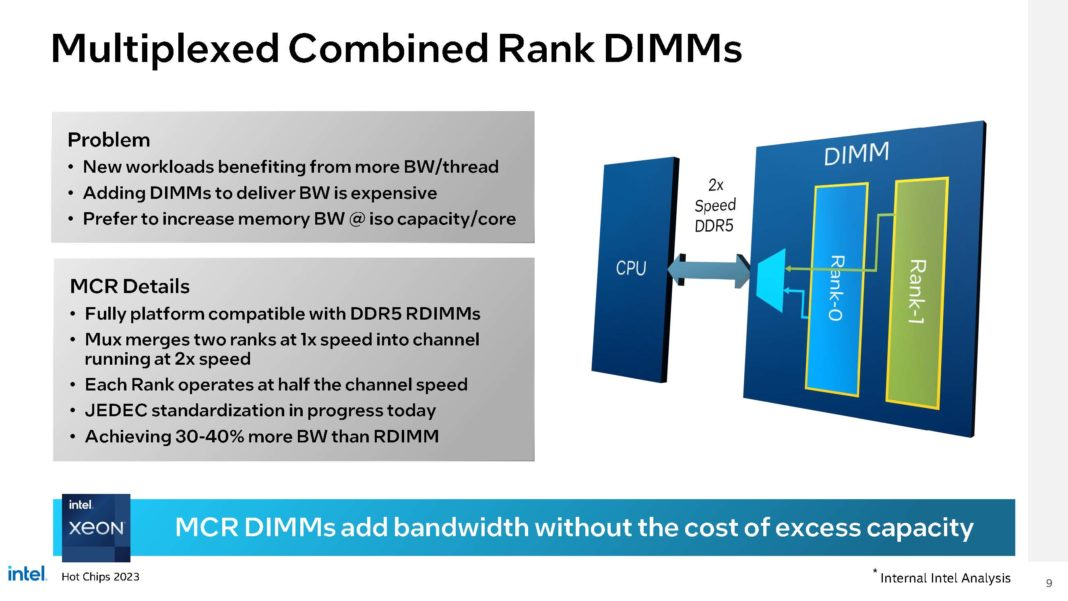 Multiplexed Combined Rank DIMMs
Problem
• New workloads benefiting from more BW/thread
• Adding DIMMs to deliver BW is expensive
• Prefer to increase memory BW @ iso capacity/core
MCR Details
• Fully platform compatible with DDR5 RDIMMs
• Mux merges two ranks at 1x speed into channel
running at 2x speed
• Each Rank operates at half the channel speed
• JEDEC standardization in progress today
• Achieving 30-40% more BW than RDIMM
CPU
2x
Speed
DDR5
DIMM
Rank-0
Rank-1
intel.
XEON
MCR DIMMs add bandwidth without the cost of excess capacity
intel.
Hot Chips 2023
* Internal Intel Analysis
9